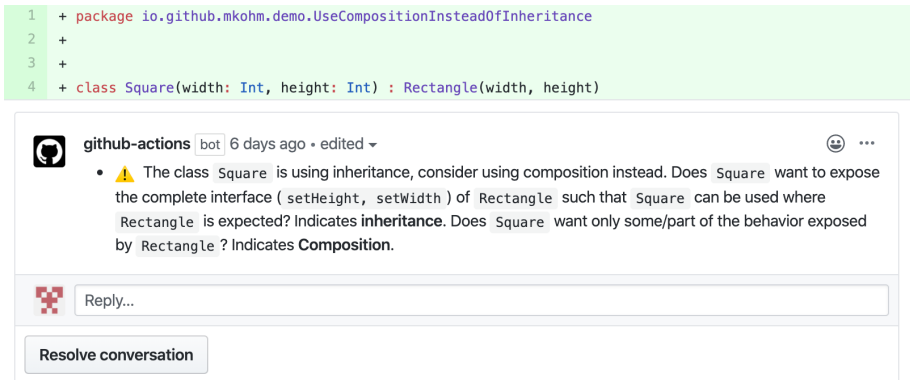 1 + package io.github.mkohm.demo.UseCompositionInsteadOfInheritance
2 +
3 +
4 + class Square(width: Int, height: Int) : Rectangle(width, height)
github-actions bot 6 days ago • edited
• ⚠️ The class Square is using inheritance, consider using composition instead. Does Square want to expose
the complete interface ( setHeight, setWidth ) of Rectangle such that Square can be used where
Rectangle is expected? Indicates inheritance. Does Square want only some/part of the behavior exposed
by Rectangle ? Indicates Composition.
Reply...
Resolve conversation